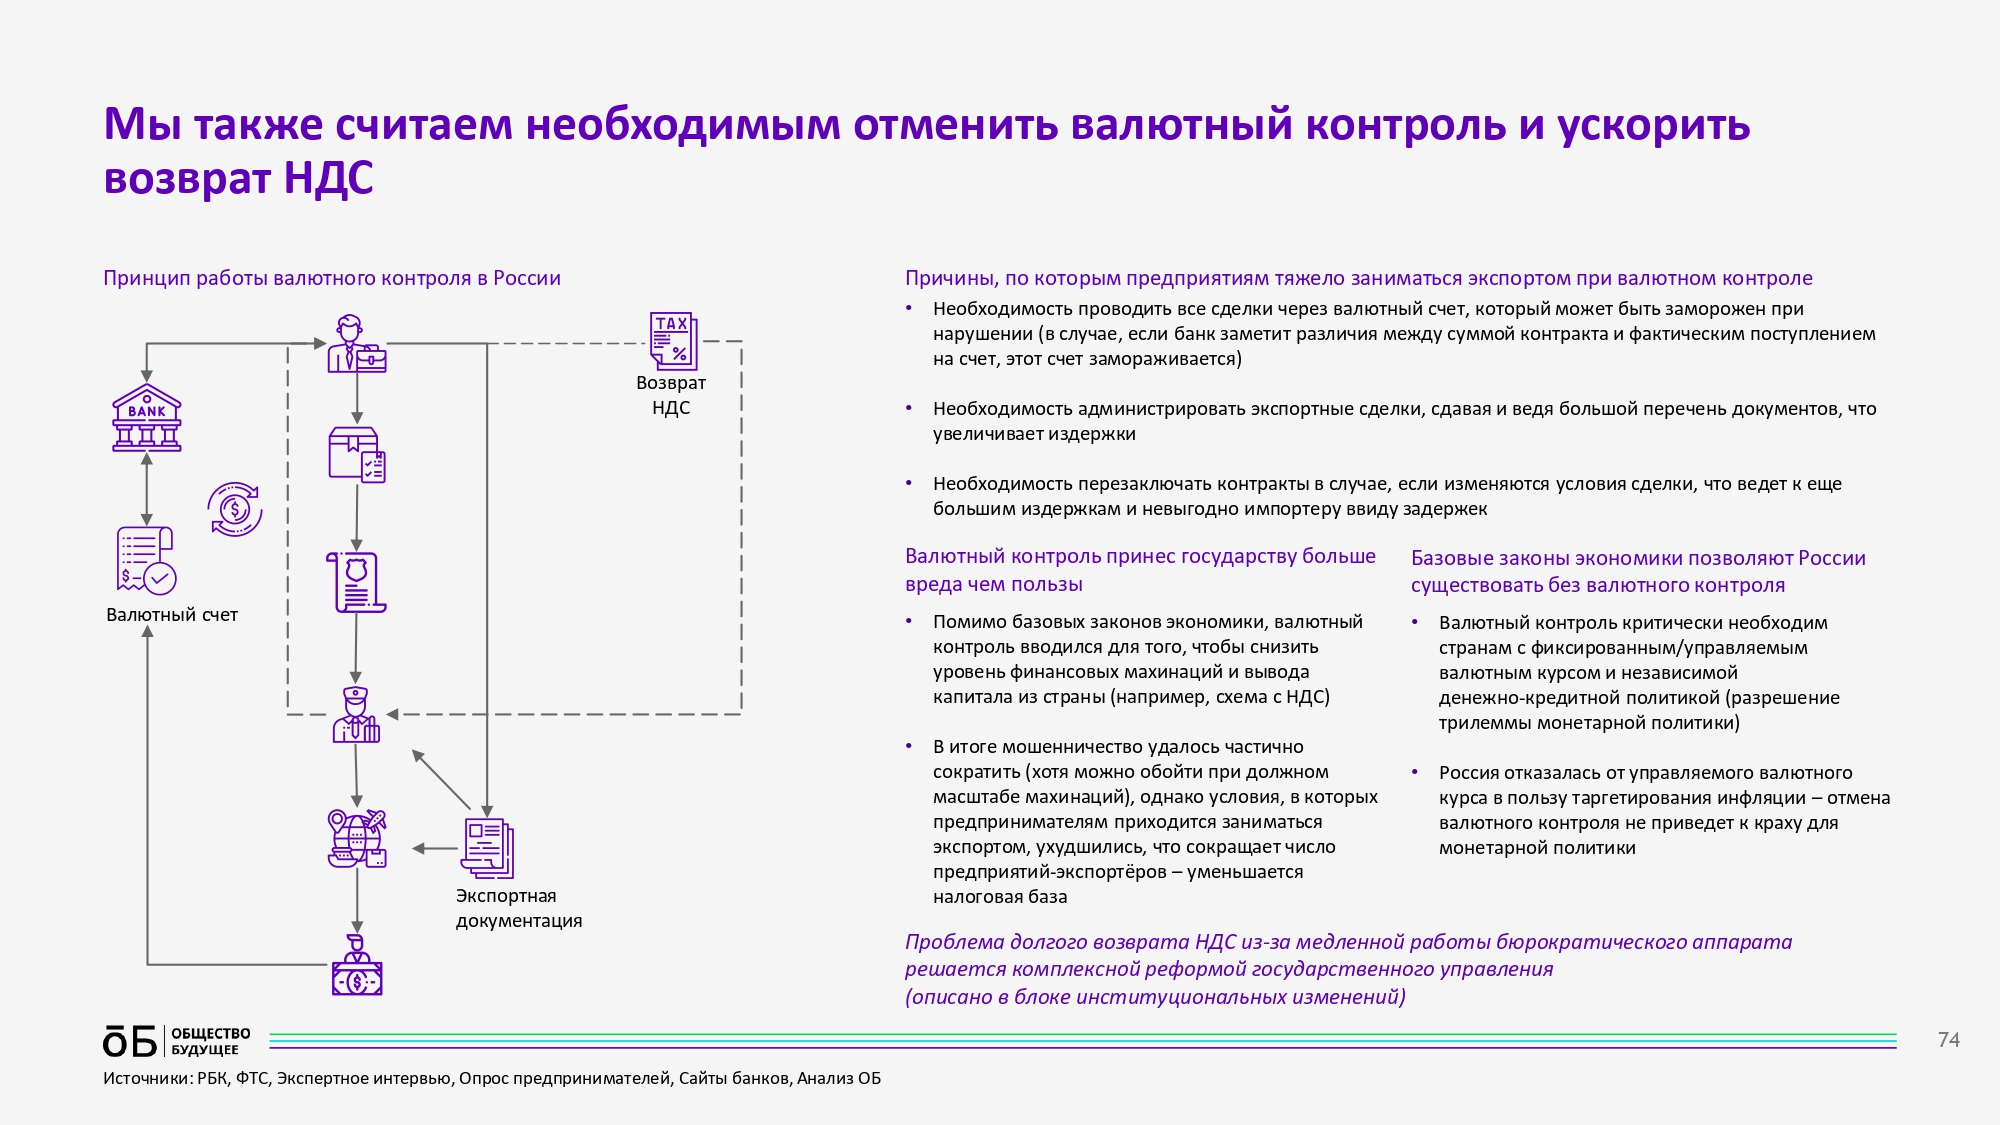 Мы также считаем необходимым отменить валютный контроль и ускорить
возврат НДС
Принцип работы валютного контроля в России
TAX
%
Возврат
НДС
BANK
$
$
Валютный счет
Экспортная
документация
$
Причины, по которым предприятиям тяжело заниматься экспортом при валютном контроле
• Необходимость проводить все сделки через валютный счет, который может быть заморожен при
нарушении (в случае, если банк заметит различия между суммой контракта и фактическим поступлением
на счет, этот счет замораживается)
• Необходимость администрировать экспортные сделки, сдавая и ведя большой перечень документов, что
увеличивает издержки
• Необходимость перезаключать контракты в случае, если изменяются условия сделки, что ведет к еще
большим издержкам и невыгодно импортеру ввиду задержек
Валютный контроль принес государству больше
вреда чем пользы
• Помимо базовых законов экономики, валютный
контроль вводился для того, чтобы снизить
уровень финансовых махинаций и вывода
капитала из страны (например, схема с НДС)
• В итоге мошенничество удалось частично
сократить (хотя можно обойти при должном
масштабе махинаций), однако условия, в которых
предпринимателям приходится заниматься
экспортом, ухудшились, что сокращает число
предприятий-экспортёров – уменьшается
налоговая база
Базовые законы экономики позволяют России
существовать без валютного контроля
• Валютный контроль критически необходим
странам с фиксированным/управляемым
валютным курсом и независимой
денежно-кредитной политикой (разрешение
трилеммы монетарной политики)
• Россия отказалась от управляемого валютного
курса в пользу таргетирования инфляции – отмена
валютного контроля не приведет к краху для
монетарной политики
Проблема долгого возврата НДС из-за медленной работы бюрократического аппарата
решается комплексной реформой государственного управления
(описано в блоке институциональных изменений)
ОБ ОБЩЕСТВО
БУДУЩЕЕ
74
Источники: РБК, ФТС, Экспертное интервью, Опрос предпринимателей, Сайты банков, Анализ ОБ